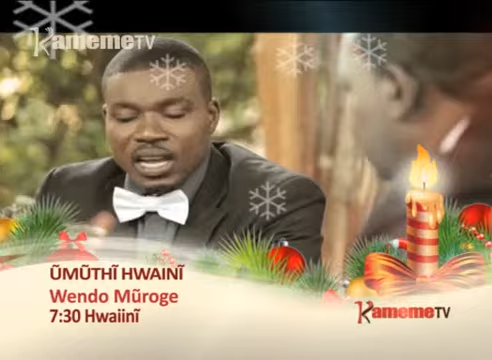 KamemeTV
ŨMŨTHĨ HWAINĨ
Wendo Mũroge
7:30 Hwaiinĩ
KamemeTV